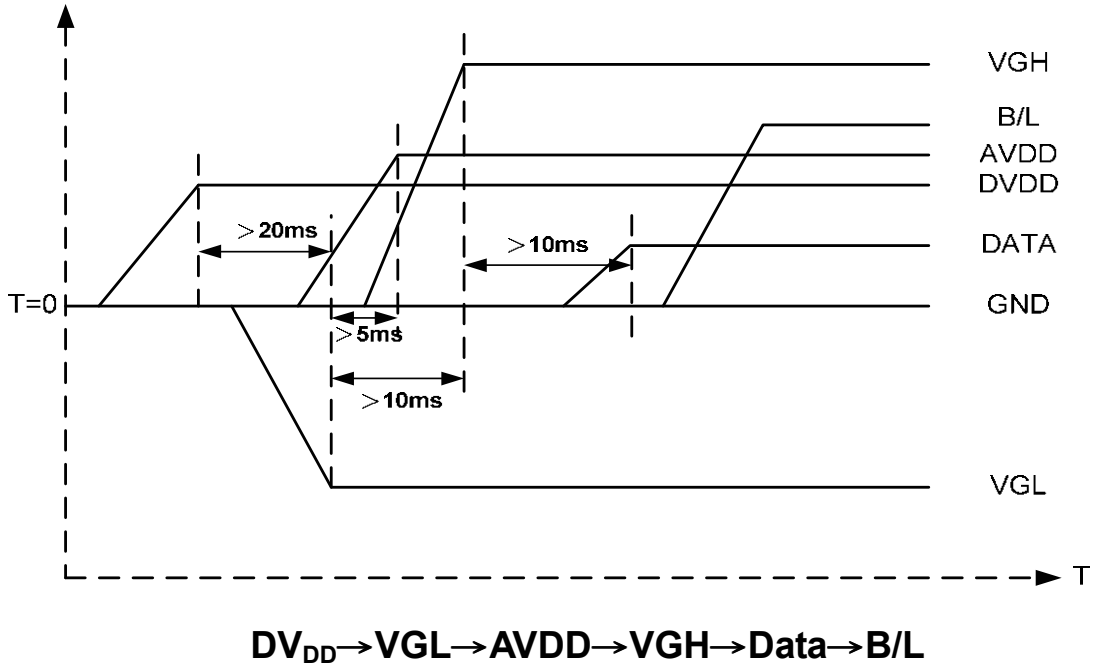 VGH
B/L
AVDD
DVDD
>20ms
>10ms
DATA
T=0
GND
>5ms
>10ms
VGL
T
DVDD→VGL→AVDD→VGH→Data→B/L